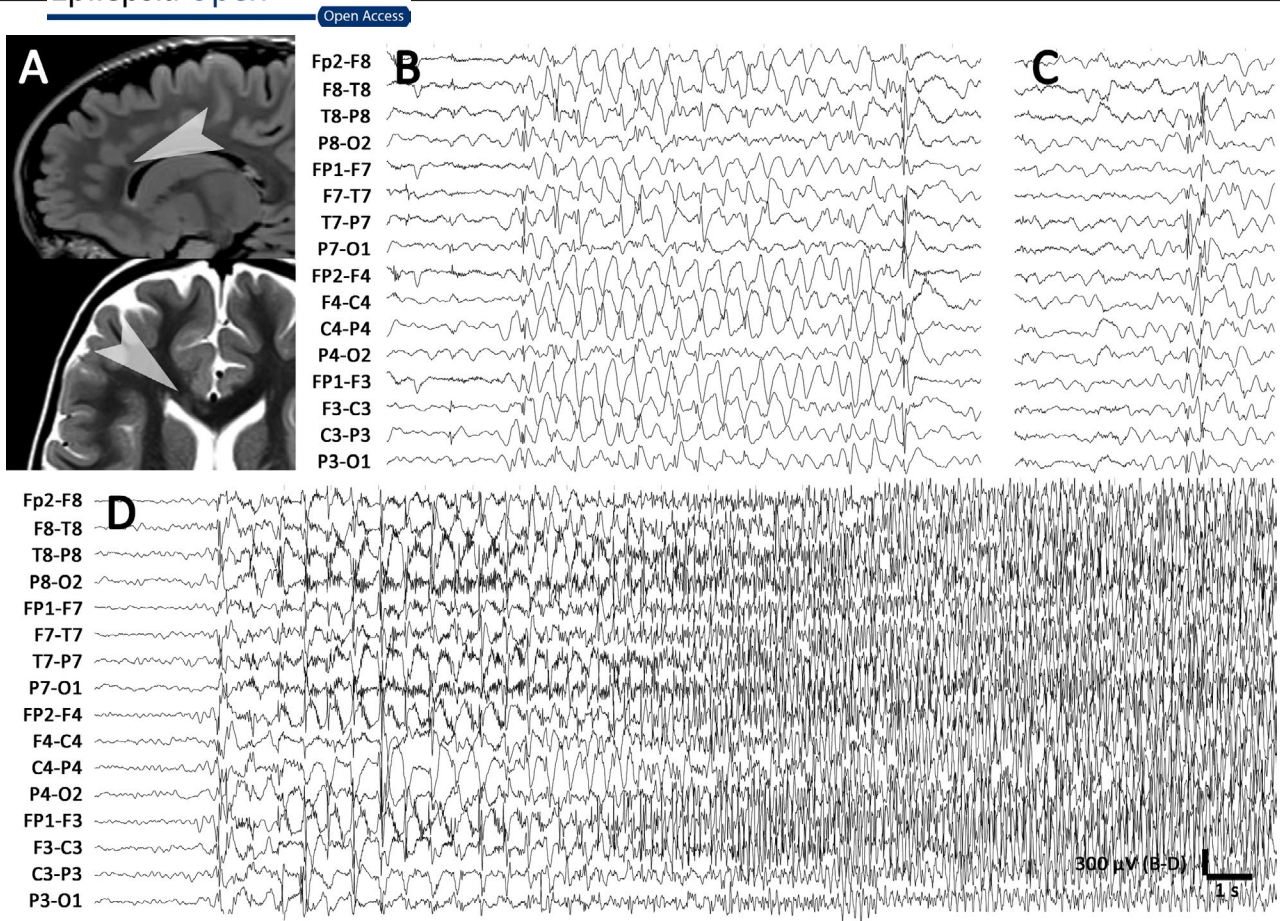 Epilepsia Open
Open Access
A
B
C
Fp2-F8
F8-T8
T8-P8
P8-O2
FP1-F7
F7-T7
T7-P7
P7-O1
FP2-F4
F4-C4
C4-P4
P4-O2
FP1-F3
F3-C3
C3-P3
P3-O1
D
Fp2-F8
F8-T8
T8-P8
P8-O2
FP1-F7
F7-T7
T7-P7
P7-O1
FP2-F4
F4-C4
C4-P4
P4-O2
FP1-F3
F3-C3
C3-P3
P3-O1
300 µV (B-D)
1 s